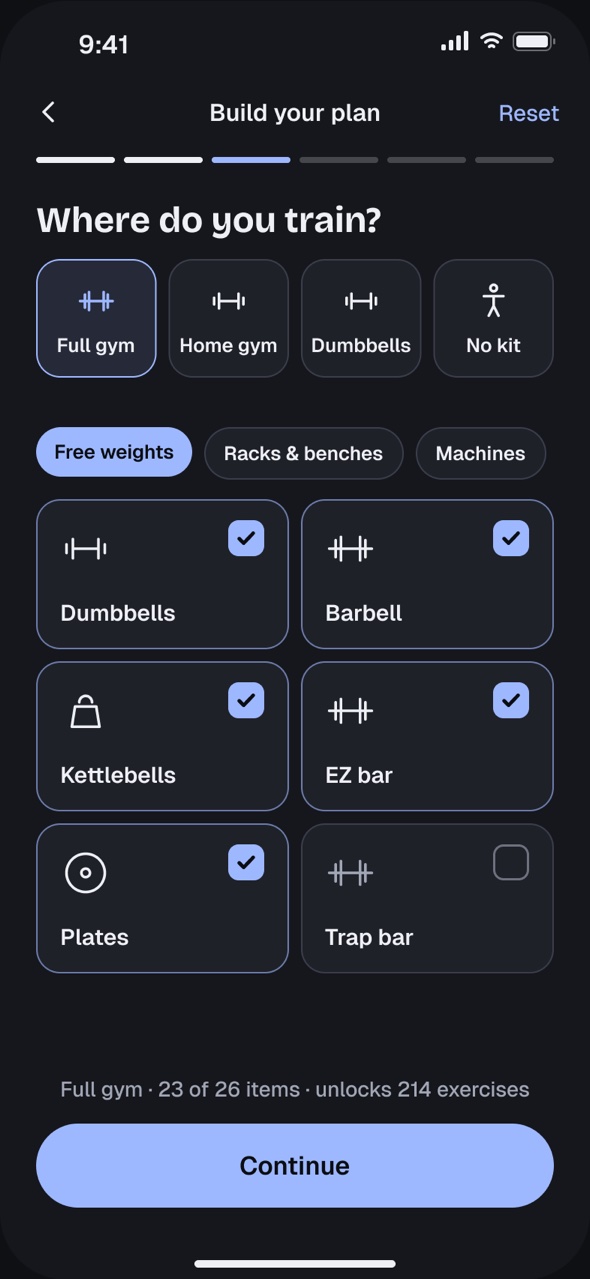 9:41
Build your plan
Reset
Where do you train?
Full gym
Home gym
Dumbbells
No kit
Free weights
Racks & benches
Machines
Dumbbells
Barbell
Kettlebells
EZ bar
Plates
Trap bar
Full gym · 23 of 26 items · unlocks 214 exercises
Continue